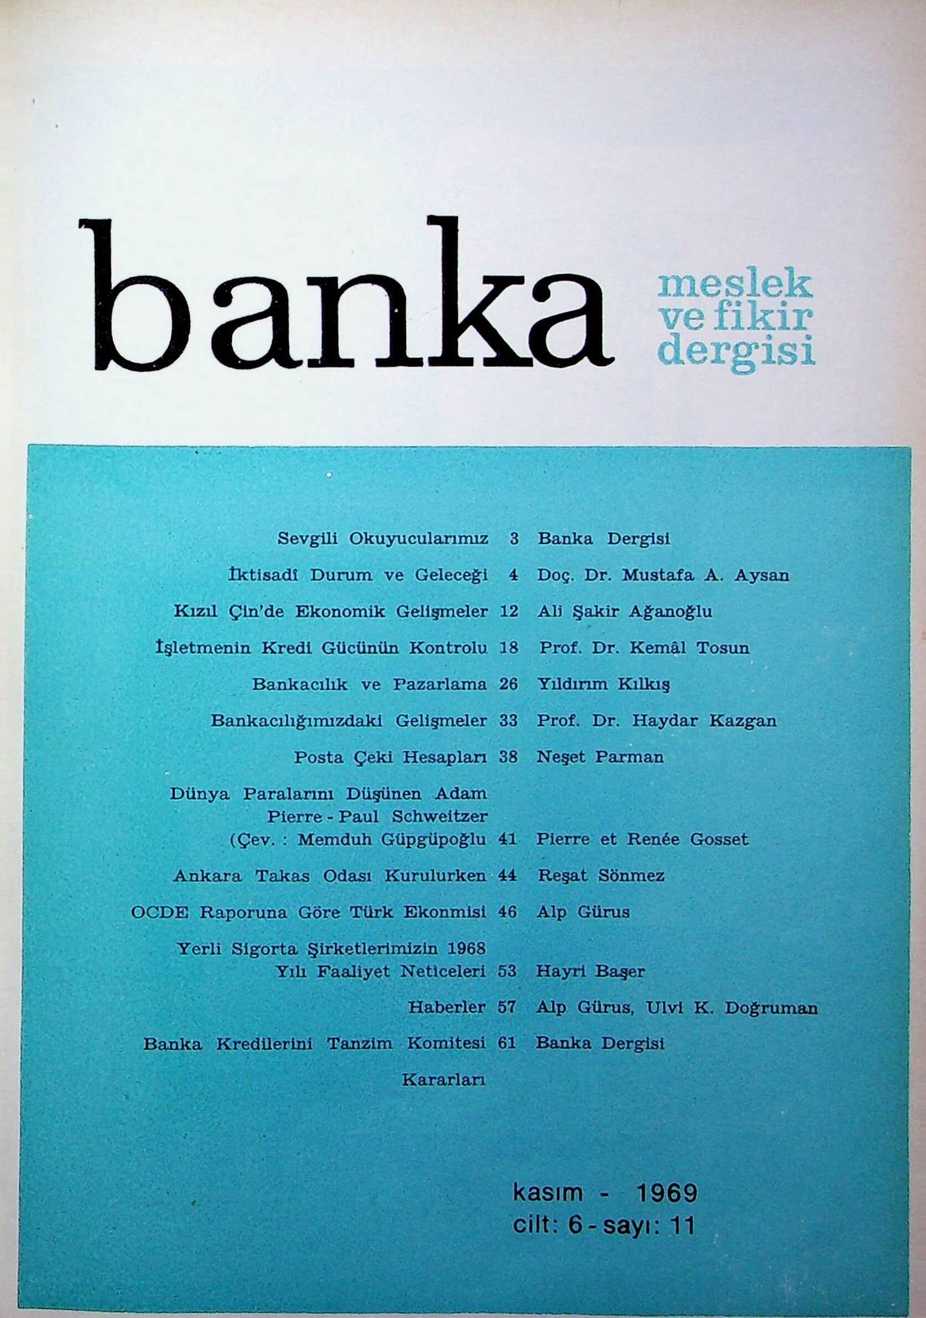 banka
meslek
ve fikir
dergisi
Sevgili Okuyucularımız 3 Banka Dergisi
İktisadî Durum ve Geleceği 4 Doç. Dr. Mustafa A. Aysan
Kızıl Çin'de Ekonomik Gelişmeler 12 Ali Şakir Ağanoğlu
İşletmenin Kredi Gücünün Kontrolu 18 Prof. Dr. Kemâl Tosun
Bankacılık ve Pazarlama 26 Yıldırım Kılkış
Bankacılığımızdaki Gelişmeler 33 Prof. Dr. Haydar Kazgan
Posta Çeki Hesapları 38 Neşet Parman
Dünya Paralarını Düşünen Adam
Pierre - Paul Schweitzer
(Çev. : Memduh Güpgüpoğlu 41 Pierre et Renée Gosset
Ankara Takas Odası Kurulurken 44 Reşat Sönmez
OCDE Raporuna Göre Türk Ekonmisi 46 Alp Gürus
Yerli Sigorta Şirketlerimizin 1968
Yılı Faaliyet Neticeleri 53 Hayri Başer
Haberler 57 Alp Gürus, Ulvi K. Doğruman
Banka Kredilerini Tanzim Komitesi 61 Banka Dergisi
Kararları
kasım - 1969
cilt: 6 - sayı: 11